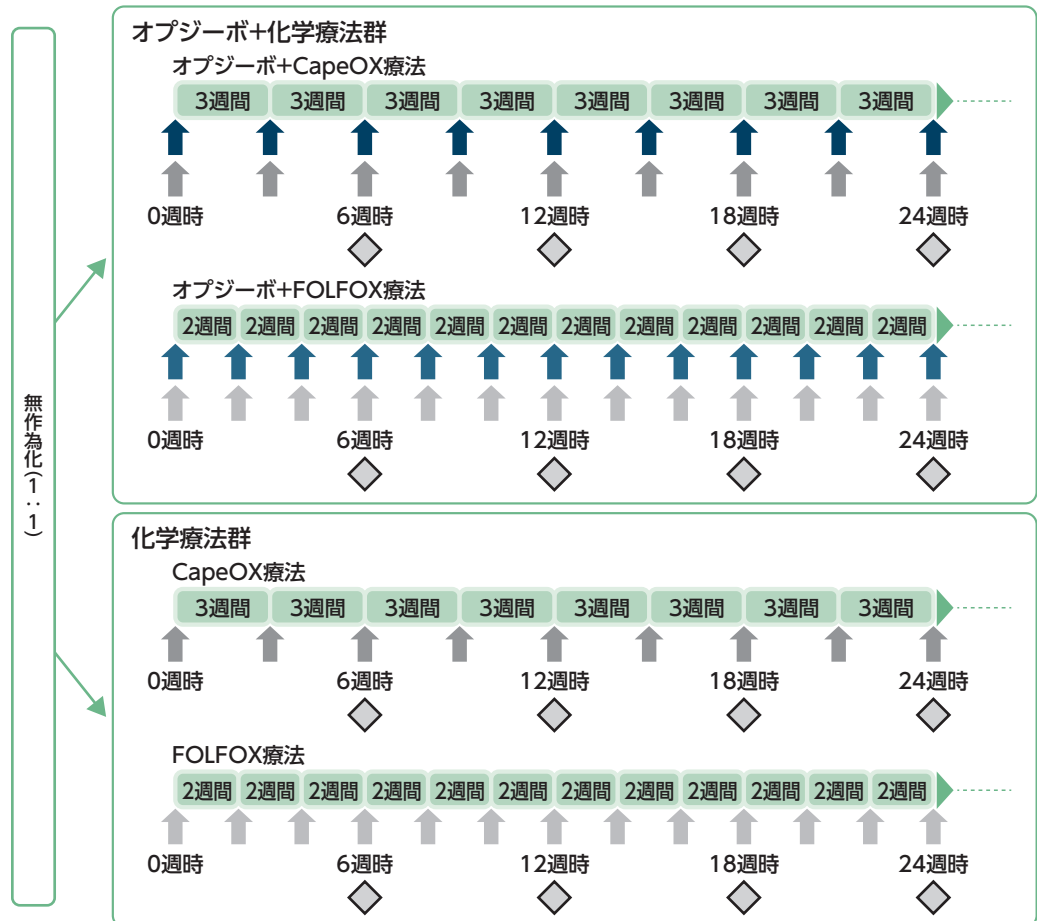 無作為化(1:1)
オプジーボ+化学療法群
オプジーボ+CapeOX療法
3週間 3週間 3週間 3週間 3週間 3週間 3週間 3週間
0週時 6週時 12週時 18週時 24週時
オプジーボ+FOLFOX療法
2週間 2週間 2週間 2週間 2週間 2週間 2週間 2週間 2週間 2週間 2週間 2週間
0週時 6週時 12週時 18週時 24週時
化学療法群
CapeOX療法
3週間 3週間 3週間 3週間 3週間 3週間 3週間 3週間
0週時 6週時 12週時 18週時 24週時
FOLFOX療法
2週間 2週間 2週間 2週間 2週間 2週間 2週間 2週間 2週間 2週間 2週間 2週間
0週時 6週時 12週時 18週時 24週時